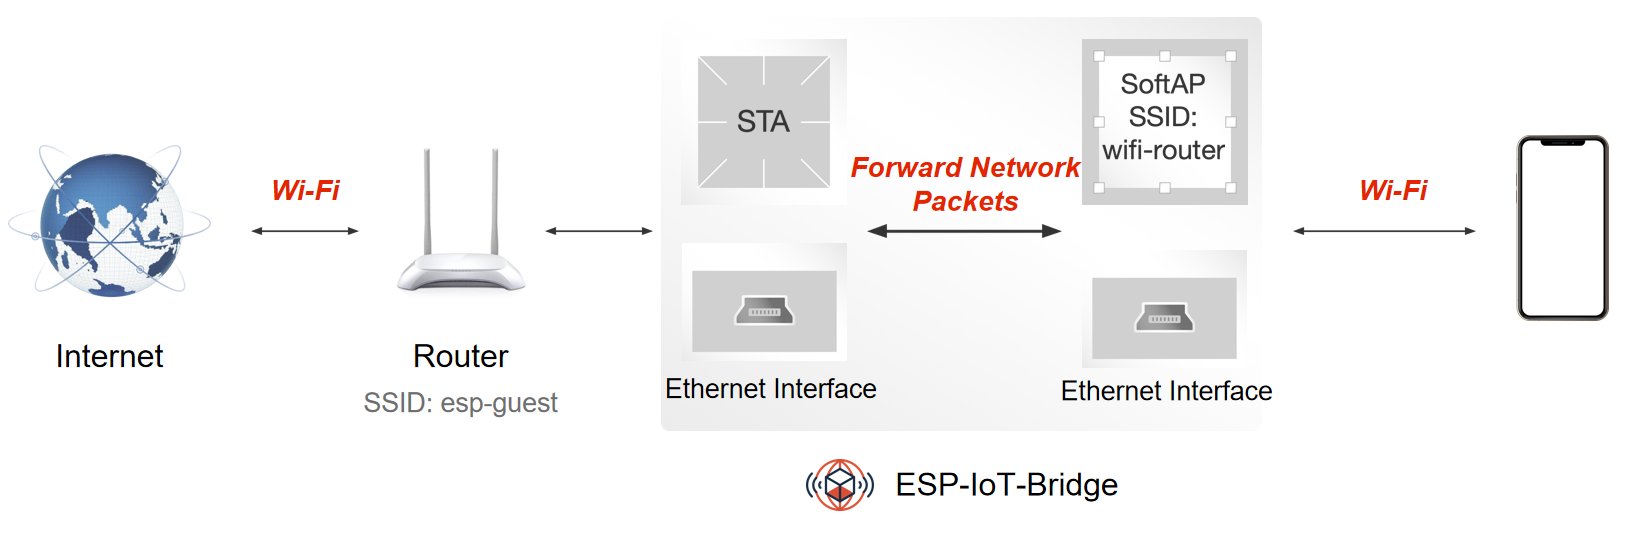 Wi-Fi
Internet
Router
SSID: esp-guest
STA
Ethernet Interface
Forward Network
Packets
SoftAP
SSID:
wifi-router
Ethernet Interface
Wi-Fi
ESP-IoT-Bridge